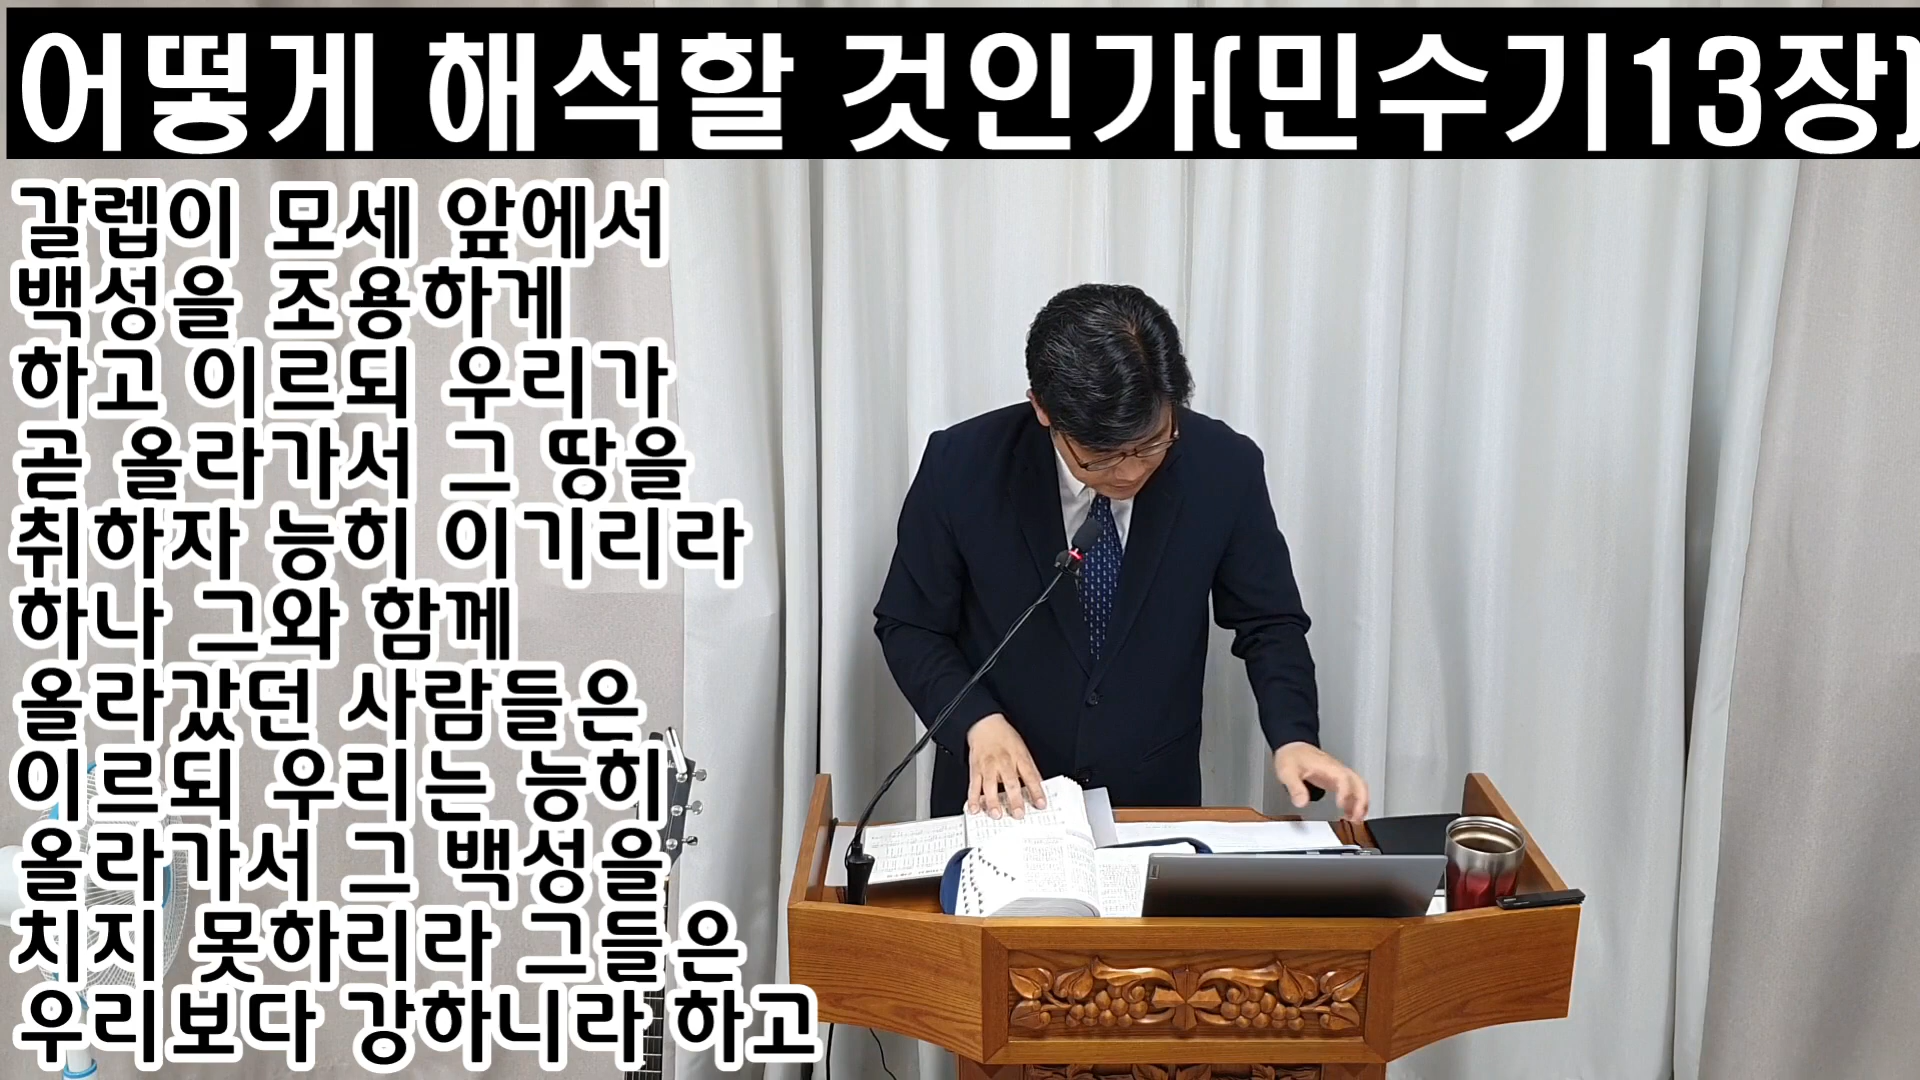 어떻게 해석할 것인가(민수기13장)
갈렙이 모세 앞에서
백성을 조용하게
하고 이르되 우리가
곧 올라가서 그 땅을
취하자 능히 이기리라
하나 그와 함께
올라갔던 사람들은
이르되 우리는 능히
올라가서 그 백성을
치지 못하리라 그들은
우리보다 강하니라 하고